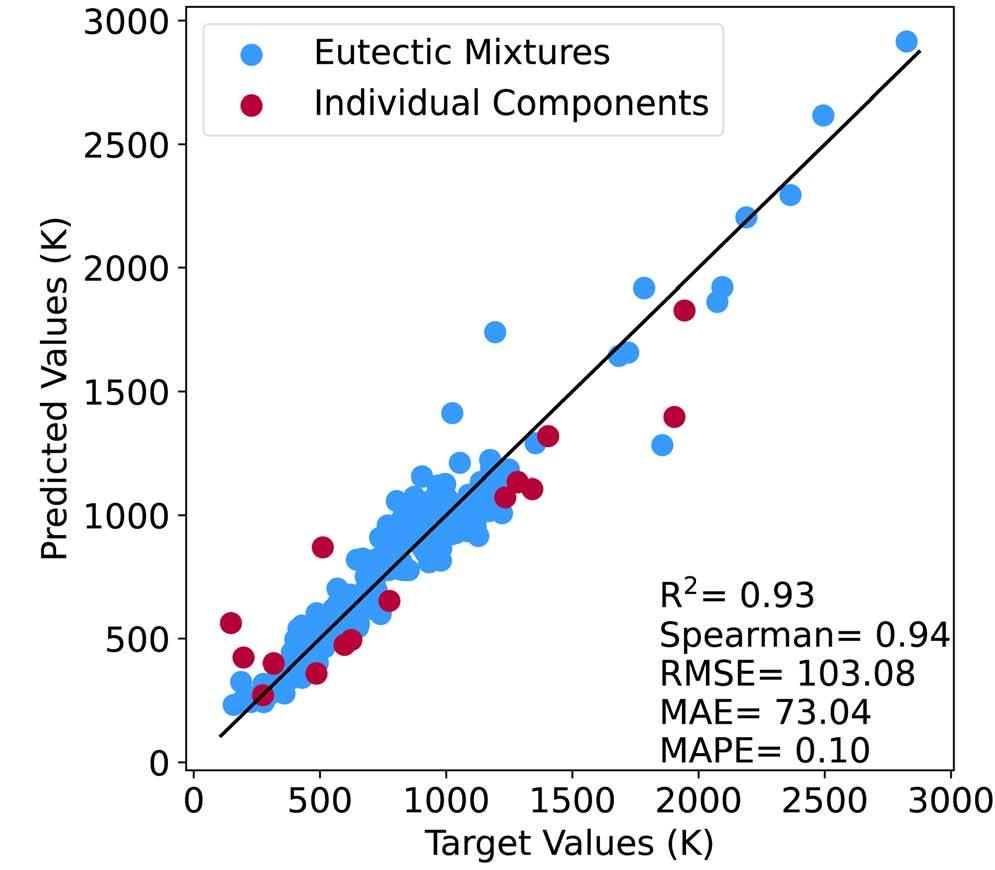 3000
2500
2000
1500
1000
500
0
Predicted Values (K)
Eutectic Mixtures
Individual Components
R²= 0.93
Spearman= 0.94
RMSE= 103.08
MAE= 73.04
MAPE= 0.10
0 500 1000 1500 2000 2500 3000
Target Values (K)